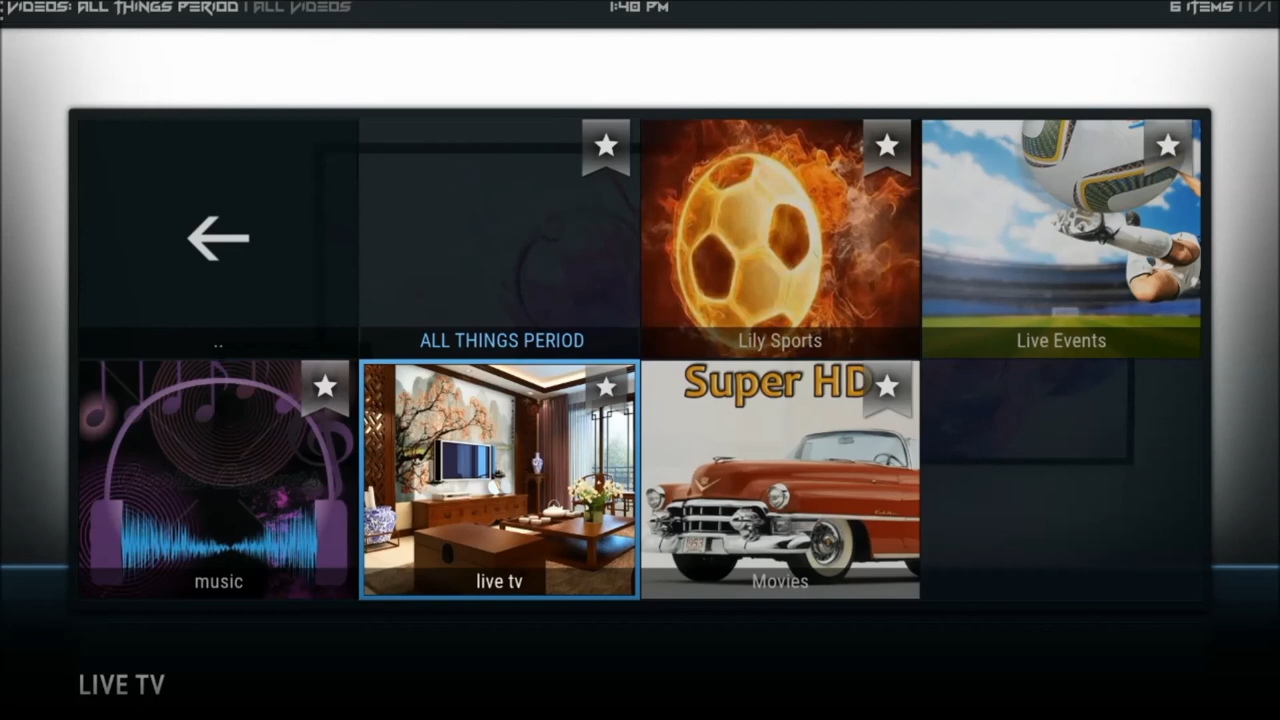 VIDEOS: ALL THINGS PERIOD | ALL VIDEOS
1:40 PM
6 ITEMS | 1/1
..
ALL THINGS PERIOD
Lily Sports
Live Events
Super HD
music
live tv
Movies
LIVE TV